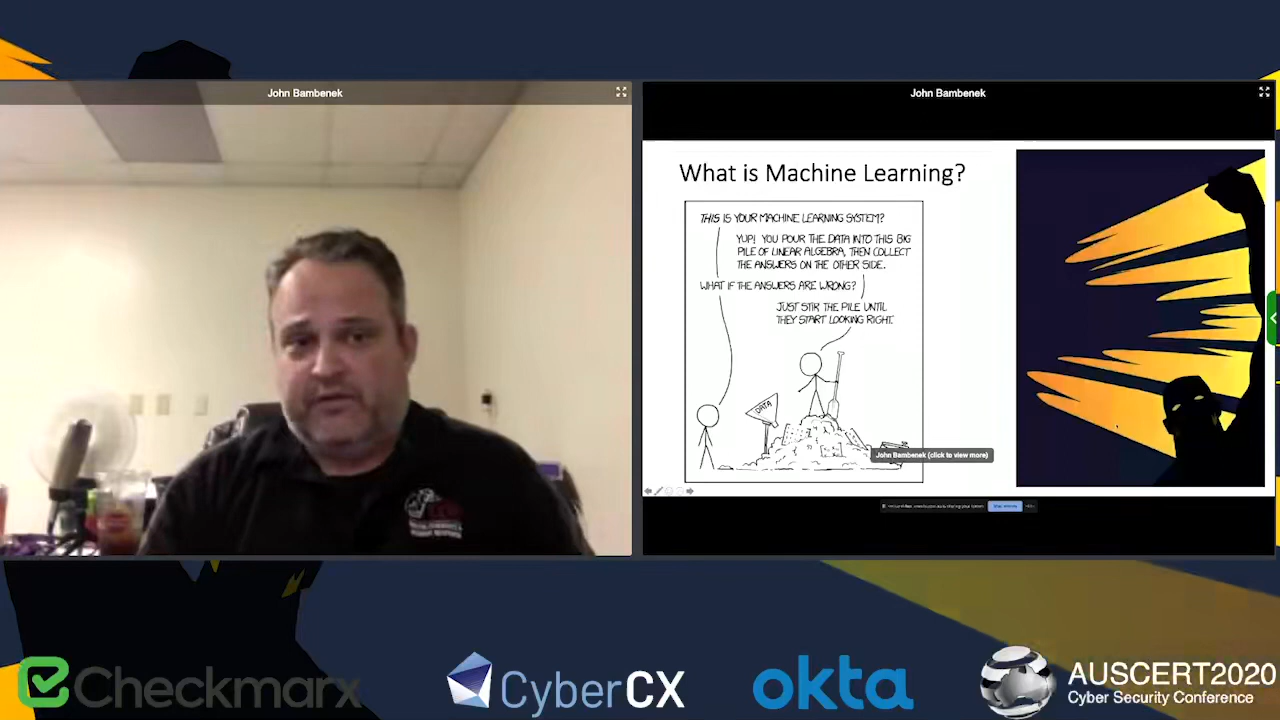 John Bambenek
John Bambenek
What is Machine Learning?
THIS IS YOUR MACHINE LEARNING SYSTEM?
YUP! YOU POUR THE DATA INTO THIS BIG
PILE OF LINEAR ALGEBRA, THEN COLLECT
THE ANSWERS ON THE OTHER SIDE.
WHAT IF THE ANSWERS ARE WRONG?
JUST STIR THE PILE UNTIL
THEY START LOOKING RIGHT.
DATA
John Bambenek (click to view more)
Checkmarx
CyberCX
okta
AUSCERT2020
Cyber Security Conference